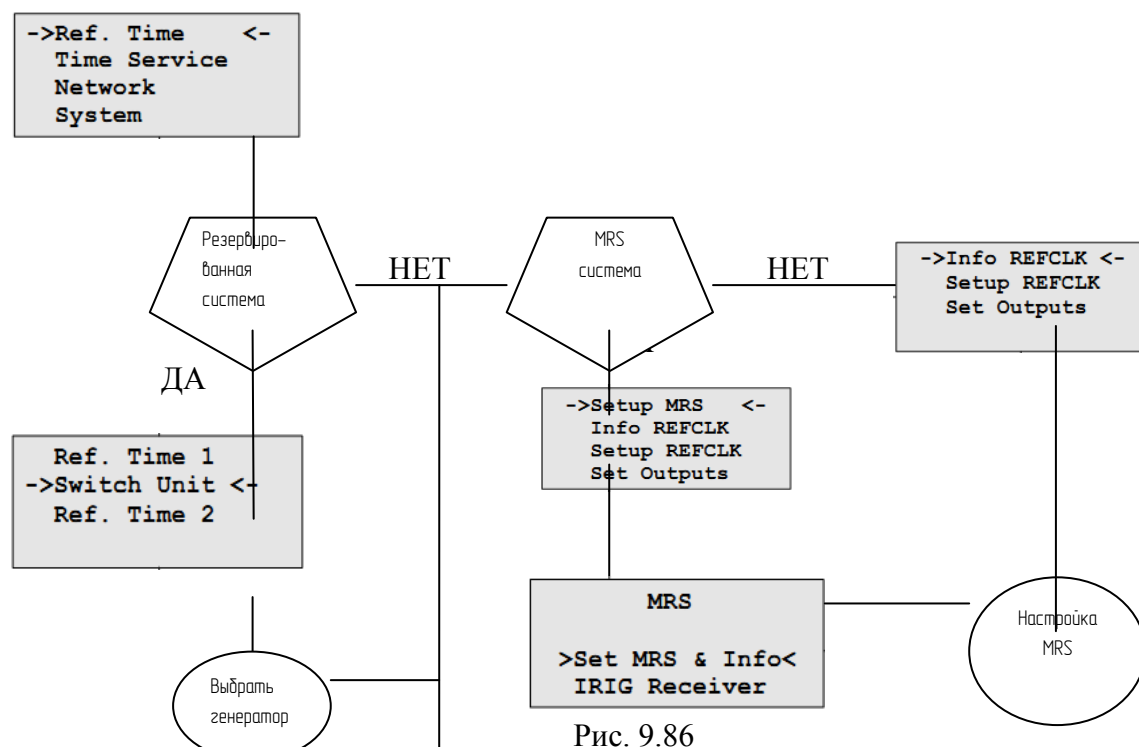 ->Ref. Time <-
Time Service
Network
System
Резервиро-
ванная
система
НЕТ
MRS
система
НЕТ
->Info REFCLK <-
Setup REFCLK
Set Outputs
ДА
->Setup MRS <-
Info REFCLK
Setup REFCLK
Set Outputs
Ref. Time 1
->Switch Unit <-
Ref. Time 2
MRS
>Set MRS & Info<
IRIG Receiver
Настройка
MRS
Выбрать
генератор
Рис. 9.86